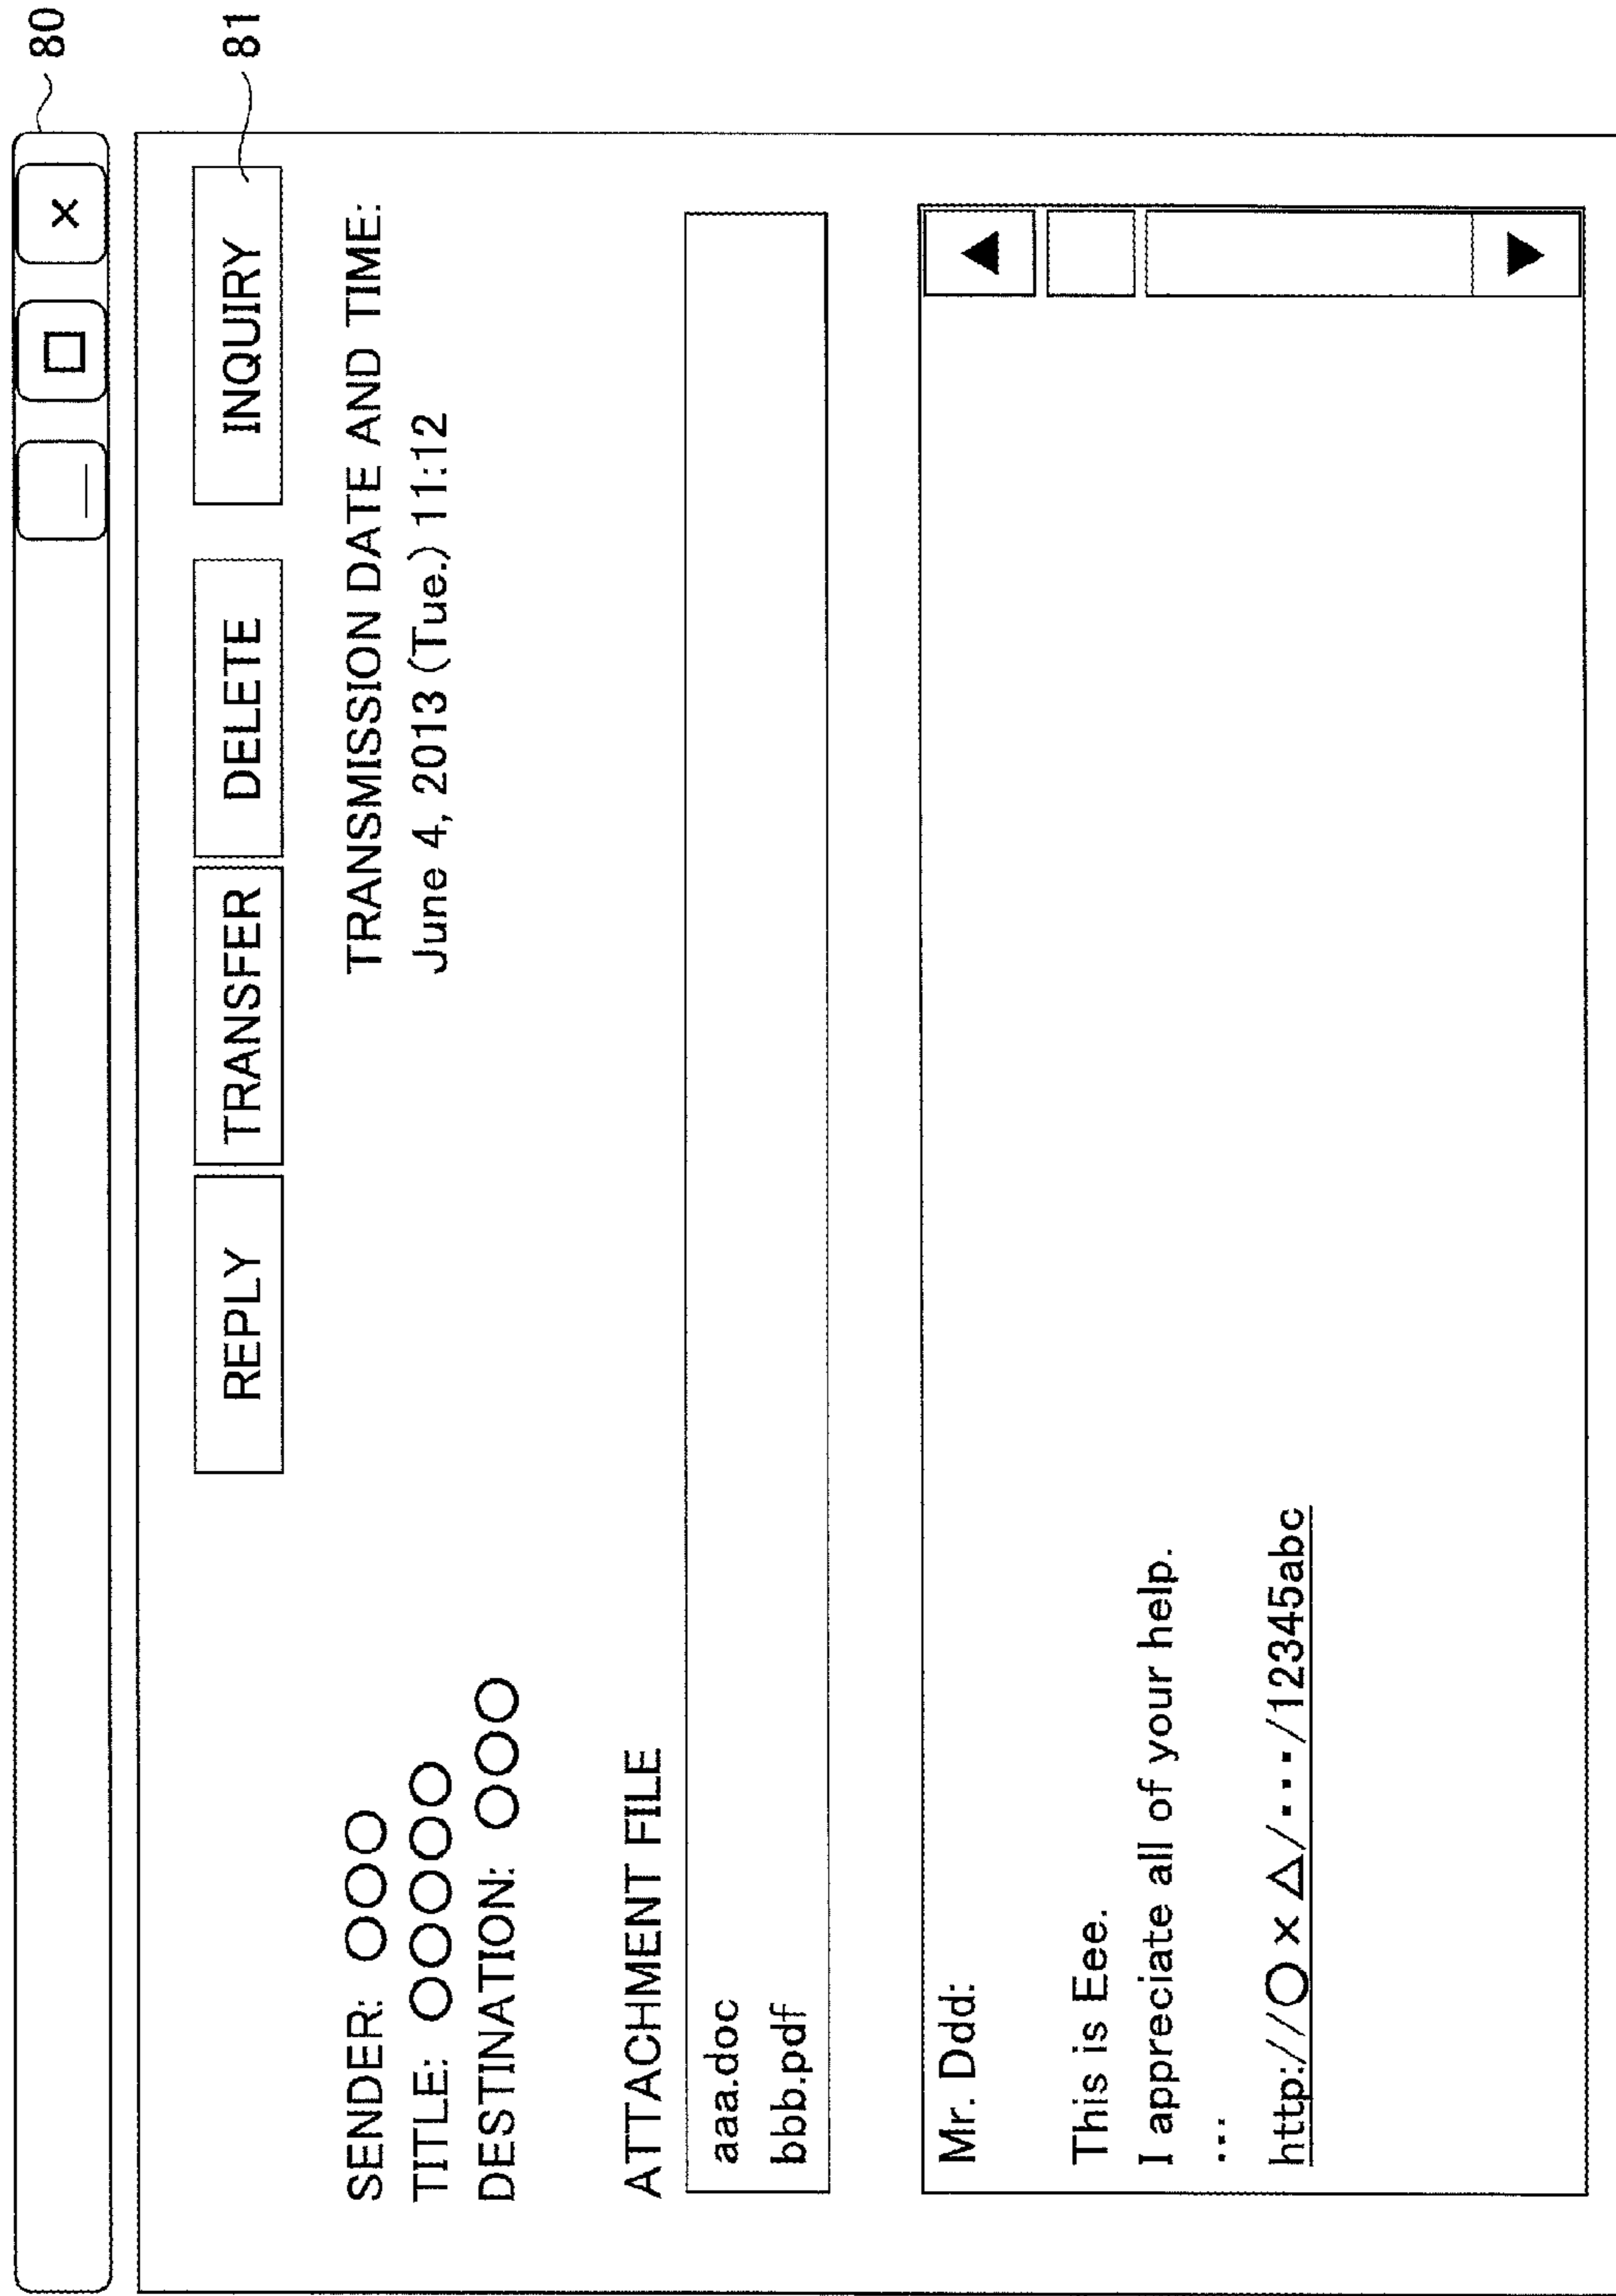 80
REPLY TRANSFER DELETE INQUIRY 81
SENDER: ○○○ TRANSMISSION DATE AND TIME:
TITLE: ○○○○○ June 4, 2013 (Tue.) 11:12
DESTINATION: ○○○
ATTACHMENT FILE
aaa.doc
bbb.pdf
Mr. Ddd:
This is Eee.
I appreciate all of your help.
...
http://○×△/・・・/12345abc